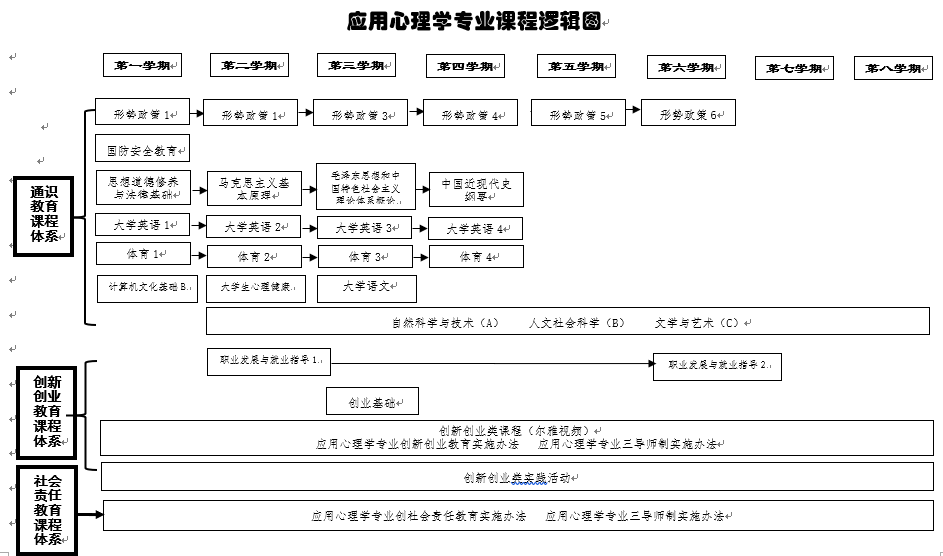 应用心理学专业课程逻辑图
第一学期 第二学期 第三学期 第四学期 第五学期 第六学期 第七学期 第八学期
形势政策 1 形势政策 1 形势政策 3 形势政策 4 形势政策 5 形势政策 6
国防安全教育
通识
教育
课程
体系
思想道德修养
与法律基础
马克思主义基
本原理
毛泽东思想和中
国特色社会主义
理论体系概论
中国近现代史
纲要
大学英语 1 大学英语 2 大学英语 3 大学英语 4
体育 1 体育 2 体育 3 体育 4
计算机文化基础 B 大学生心理健康 大学语文
自然科学与技术（A） 人文社会科学（B） 文学与艺术（C）
职业发展与就业指导 1 职业发展与就业指导 2
创新
创业
教育
课程
体系
创业基础
创新创业类课程（尔雅视频）
应用心理学专业创新创业教育实施办法 应用心理学专业三导师制实施办法
创新创业类实践活动
社会
责任
教育
课程
体系
应用心理学专业创社会责任教育实施办法 应用心理学专业三导师制实施办法